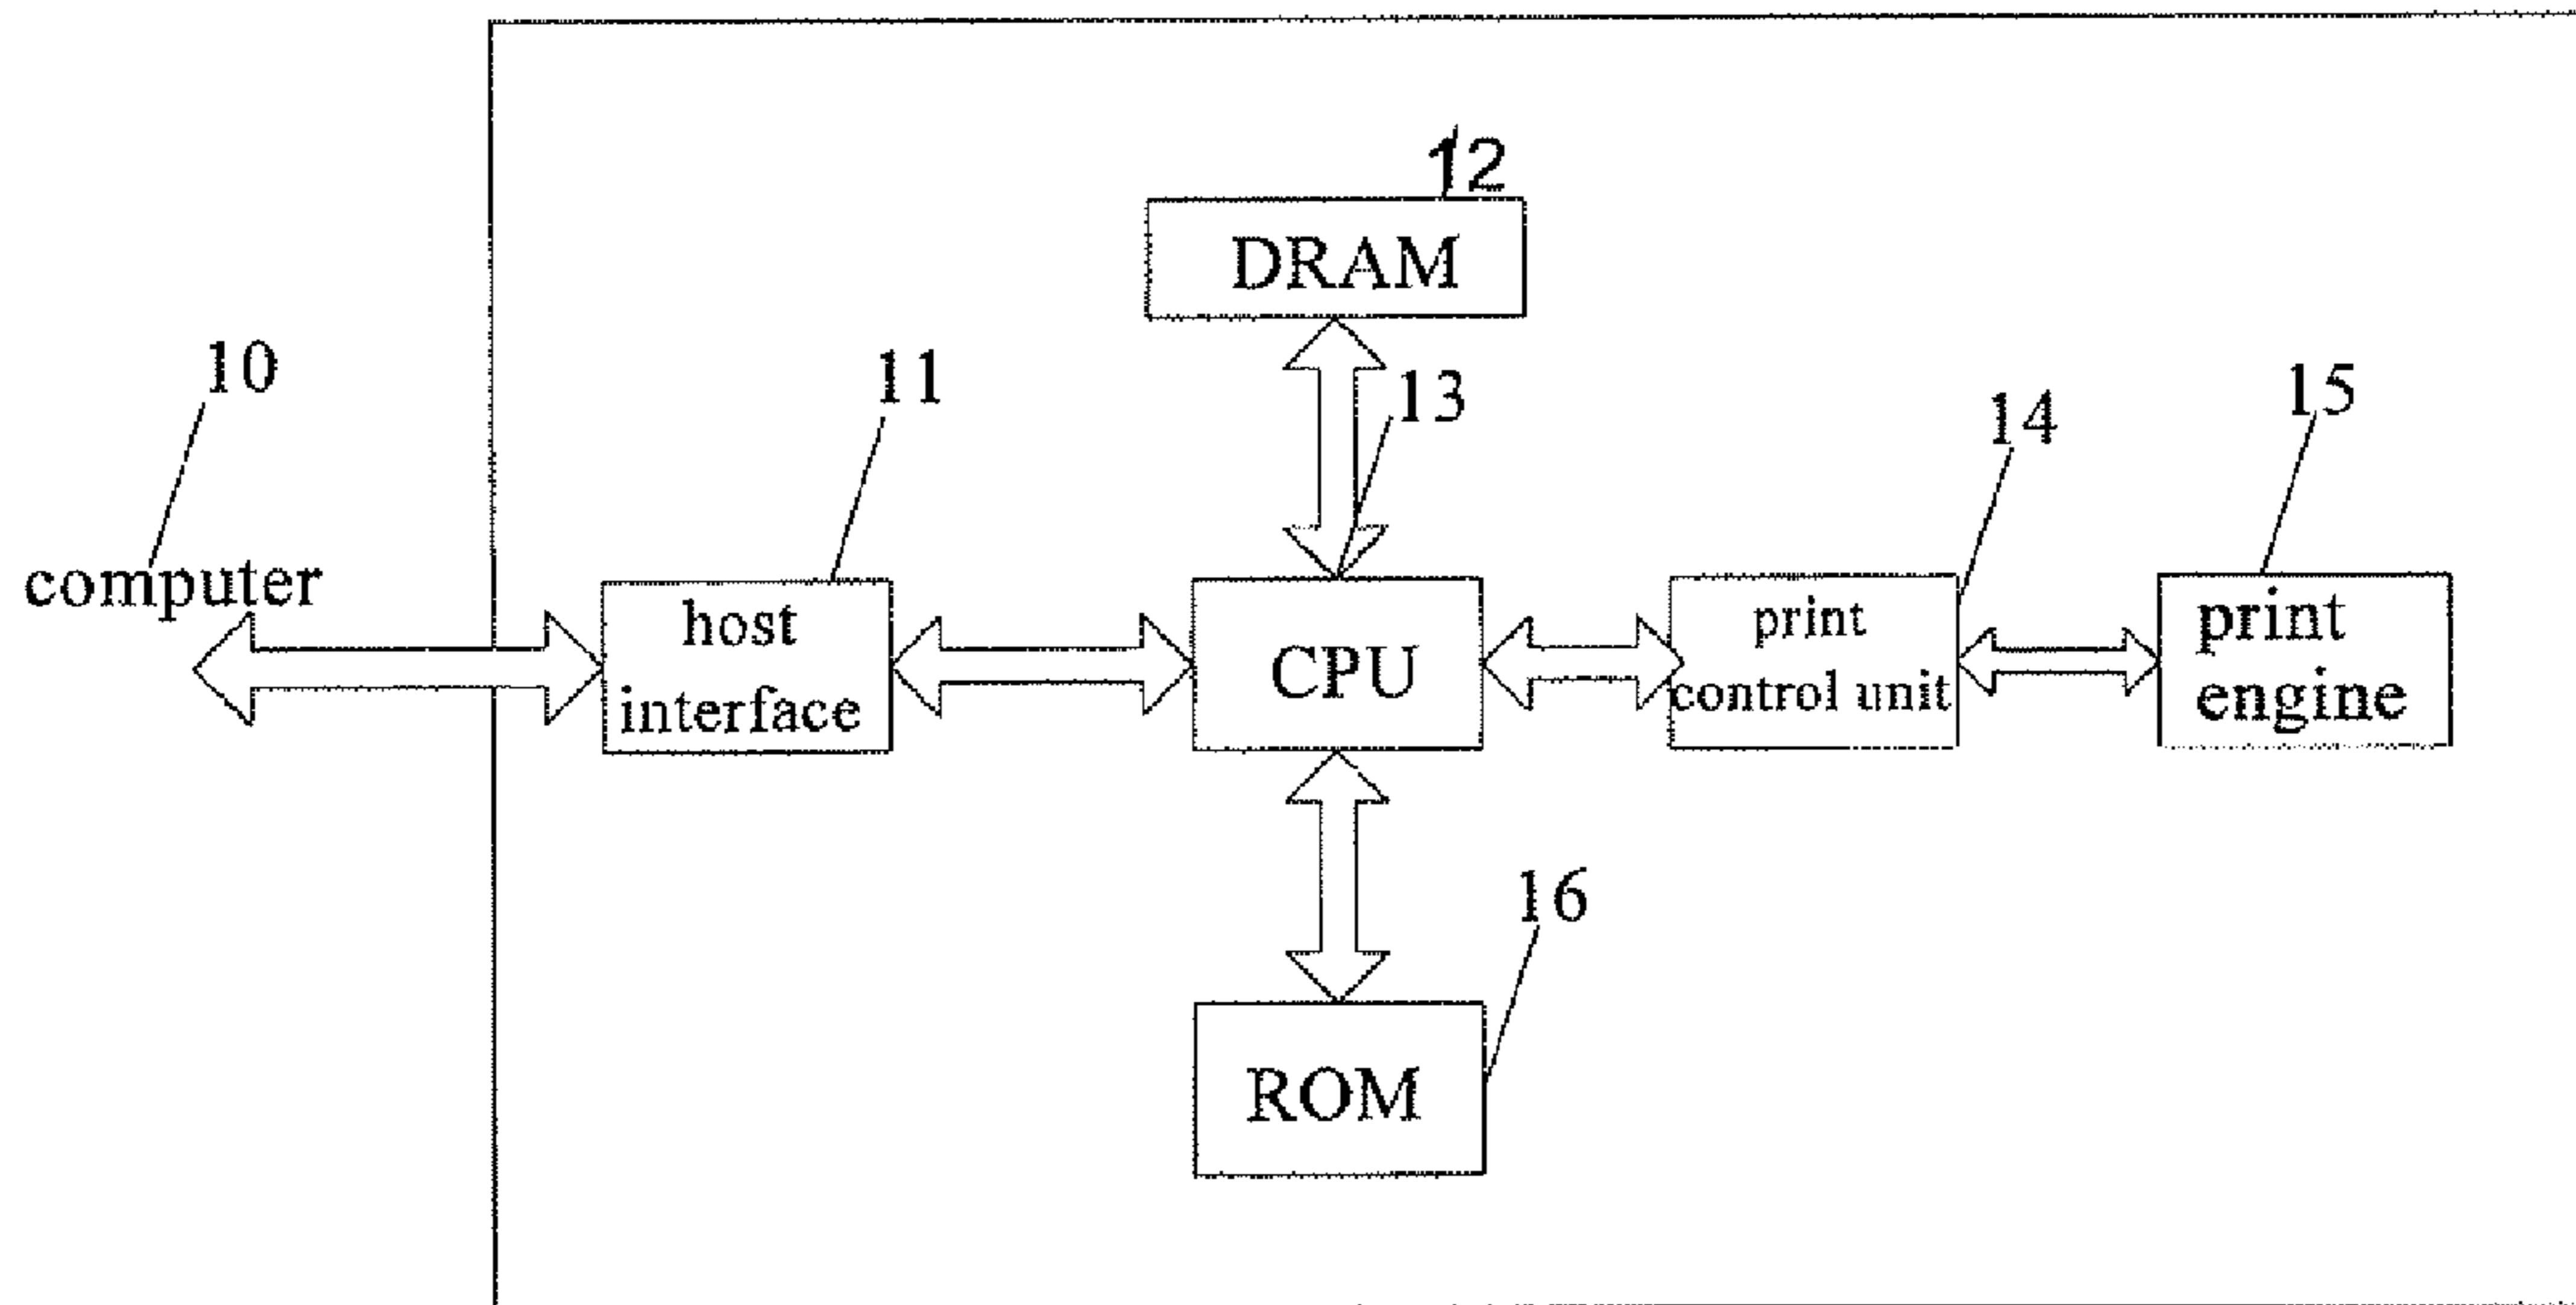 12
DRAM
10
11
13
14
15
computer
host
interface
CPU
print
control unit
print
engine
16
ROM